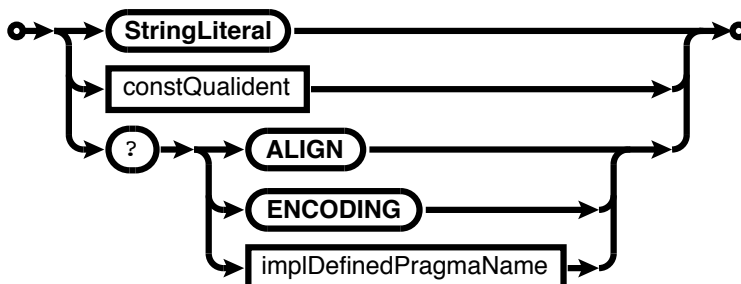 StringLiteral
constQualident
? ALIGN
ENCODING
implDefinedPragmaName